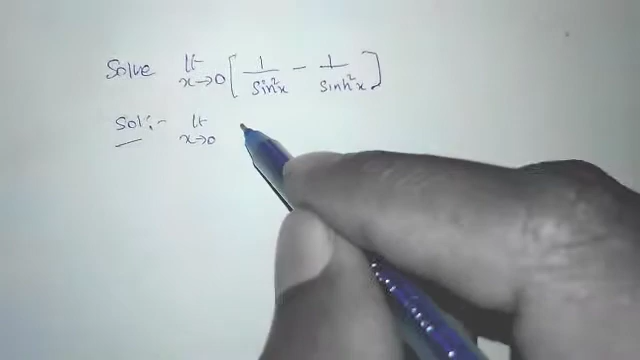 Solve lt x→0 [ 1/sin²x - 1/sinh²x ]
Sol:- lt x→0